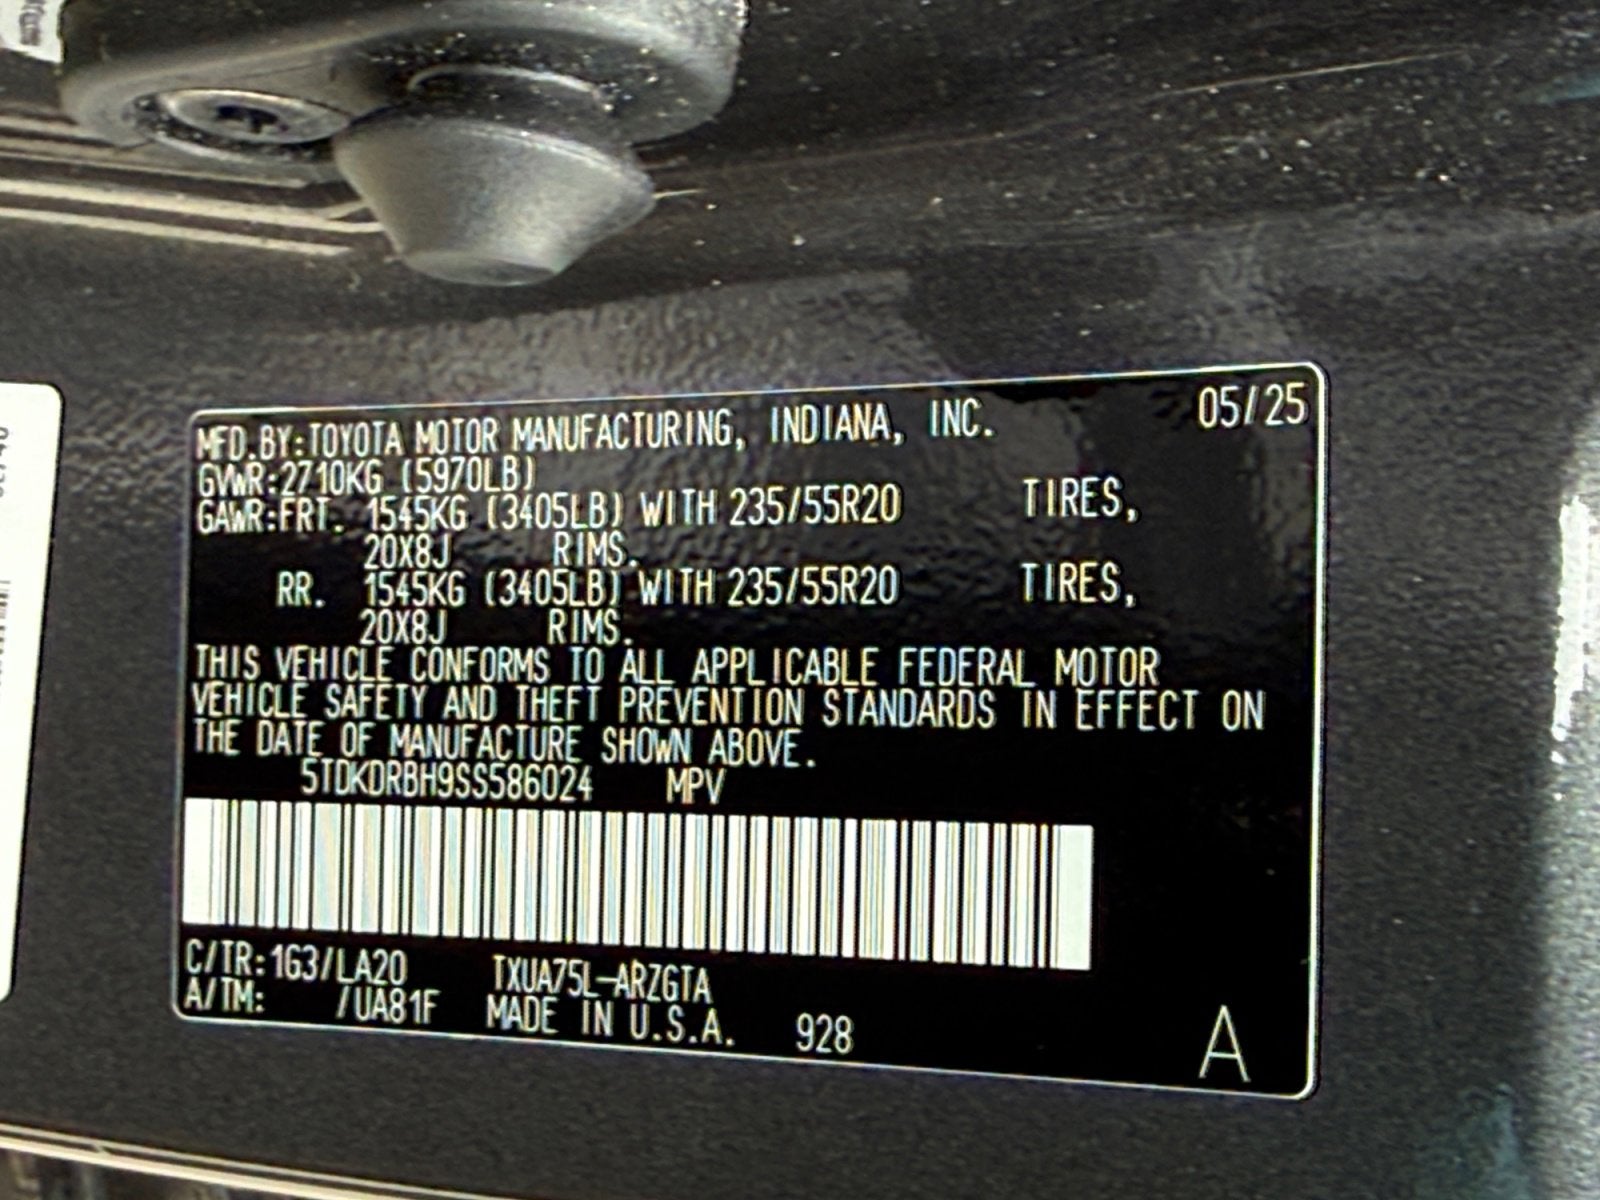 MFD.BY:TOYOTA MOTOR MANUFACTURING, INDIANA, INC. 05/25
GVWR:2710KG (5970LB)
GAWR:FRT. 1545KG (3405LB) WITH 235/55R20 TIRES,
20X8J RIMS.
RR. 1545KG (3405LB) WITH 235/55R20 TIRES,
20X8J RIMS.
THIS VEHICLE CONFORMS TO ALL APPLICABLE FEDERAL MOTOR
VEHICLE SAFETY AND THEFT PREVENTION STANDARDS IN EFFECT ON
THE DATE OF MANUFACTURE SHOWN ABOVE.
5TDKDRBH9SS586024 MPV
C/TR:1G3/LA20 TXUA75L-ARZGTA
A/TM: /UA81F MADE IN U.S.A. 928 A